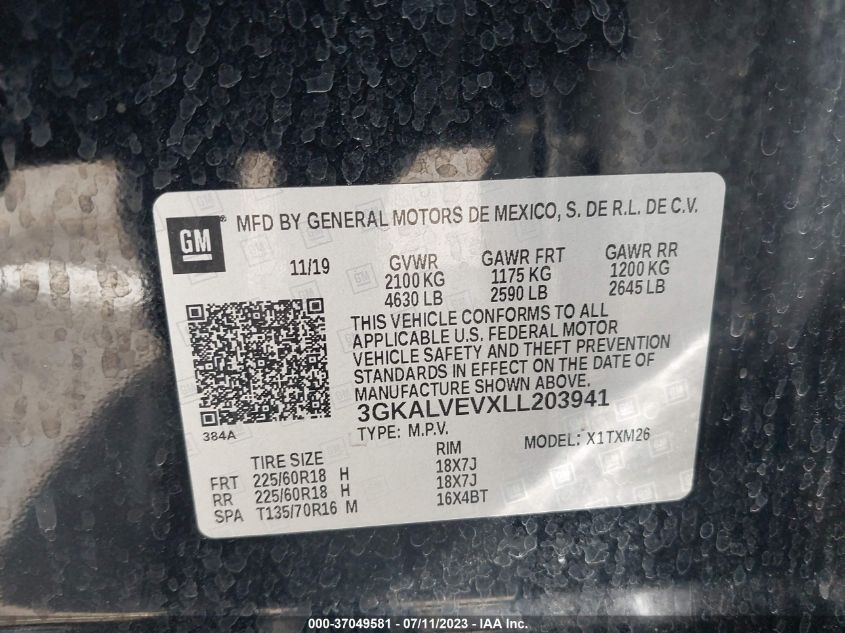 GM ® MFD BY GENERAL MOTORS DE MEXICO, S. DE R.L. DE C.V.
11/19 GVWR GAWR FRT GAWR RR
2100 KG 1175 KG 1200 KG
4630 LB 2590 LB 2645 LB
THIS VEHICLE CONFORMS TO ALL
APPLICABLE U.S. FEDERAL MOTOR
VEHICLE SAFETY AND THEFT PREVENTION
STANDARDS IN EFFECT ON THE DATE OF
MANUFACTURE SHOWN ABOVE.
3GKALVEVXLL203941
384A
TYPE: M.P.V. MODEL: X1TXM26
TIRE SIZE RIM
FRT 225/60R18 H 18X7J
RR 225/60R18 H 18X7J
SPA T135/70R16 M 16X4BT
000-37049581 - 07/11/2023 - IAA Inc.